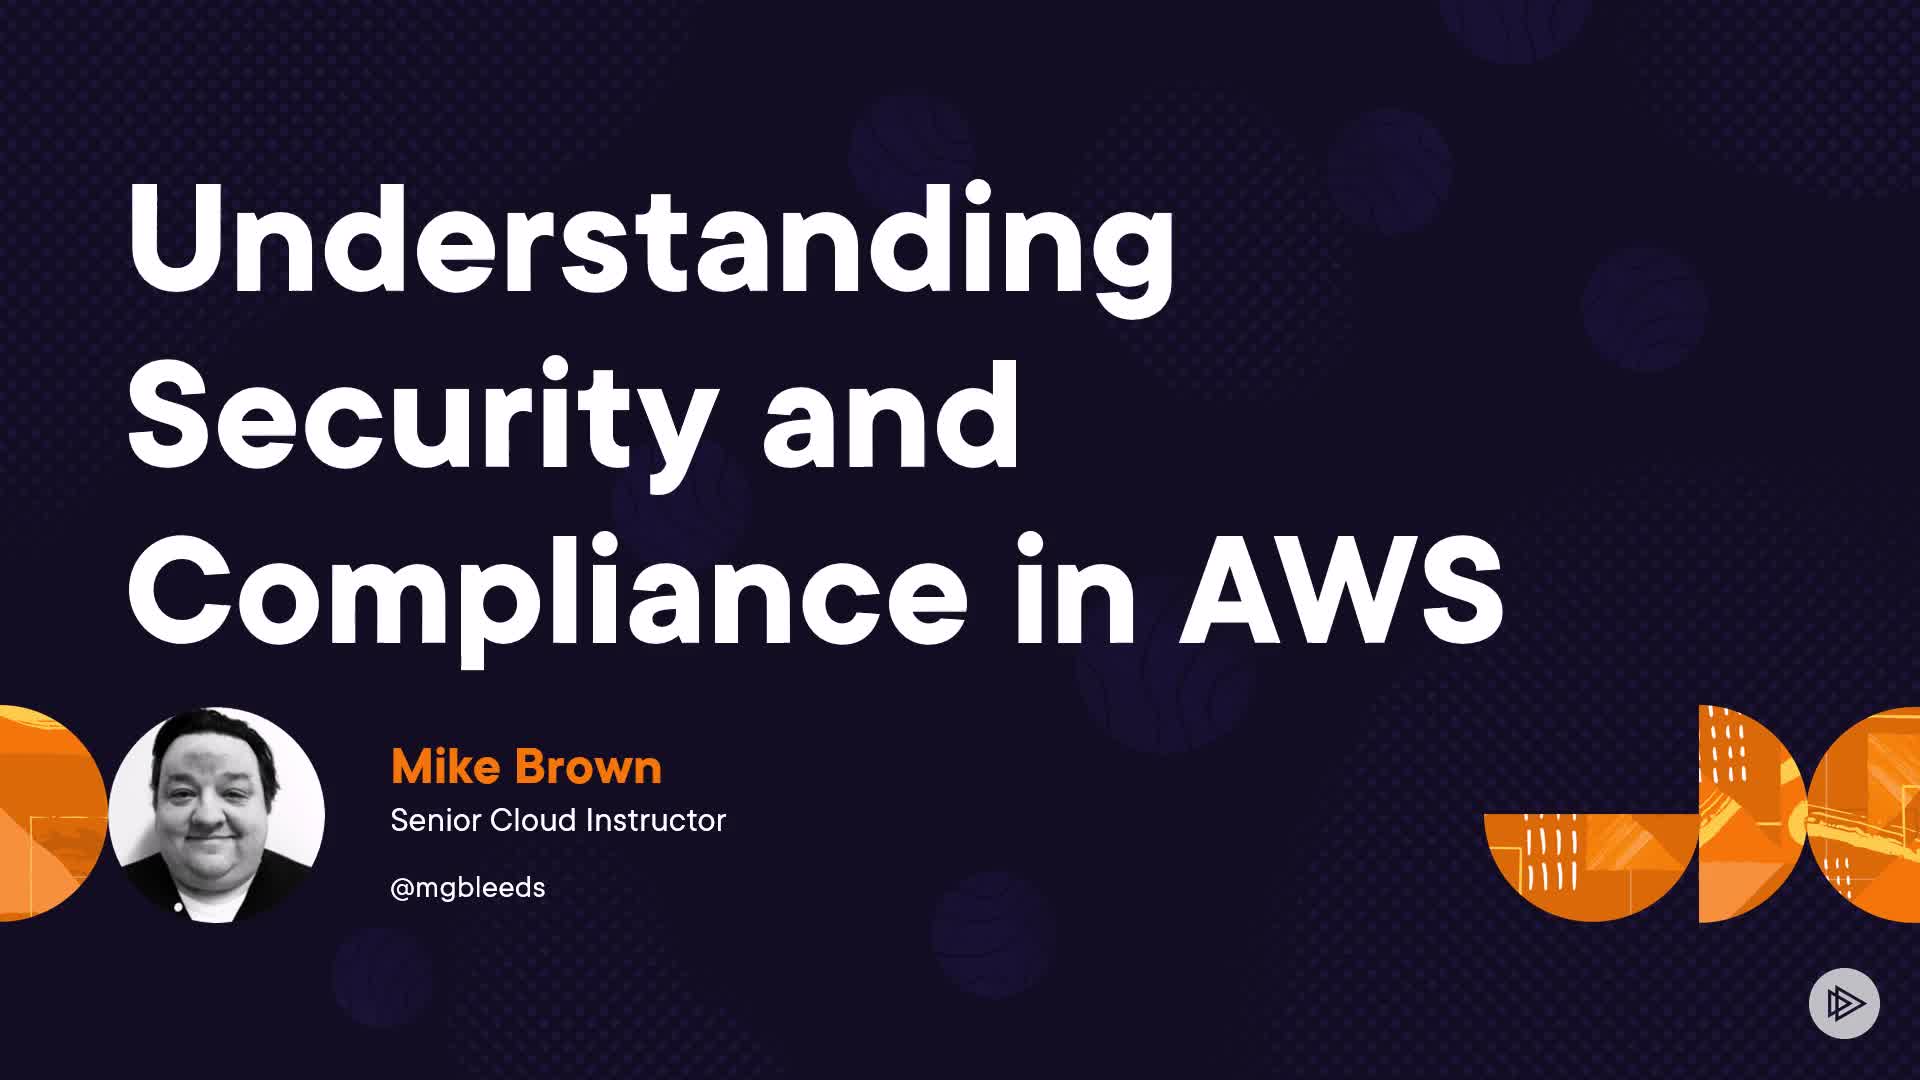 Understanding
Security and
Compliance in AWS
Mike Brown
Senior Cloud Instructor
@mgbleeds